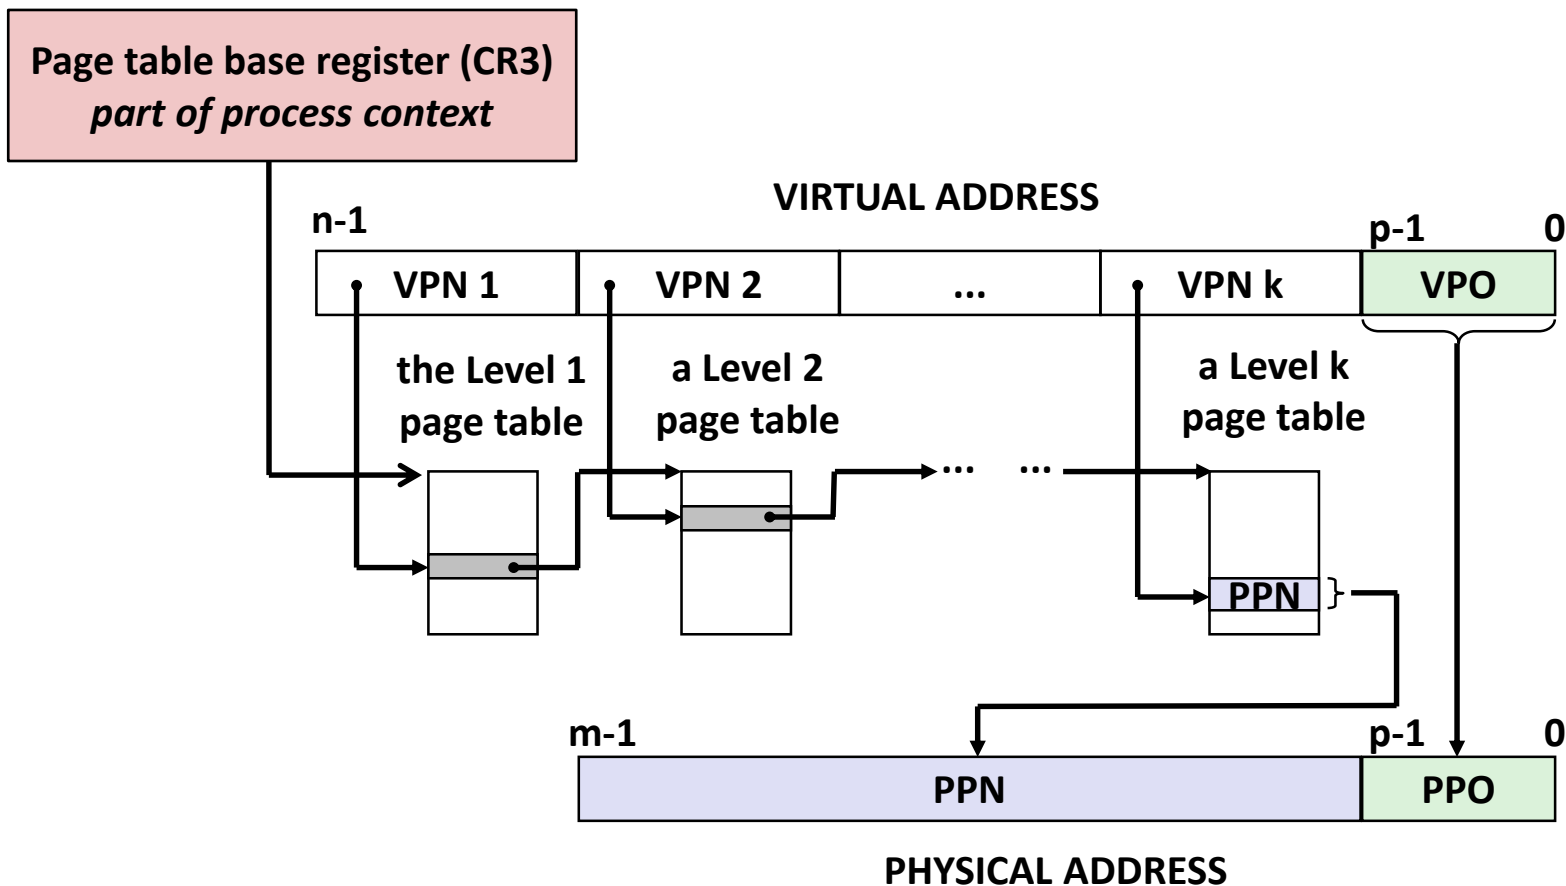 Page table base register (CR3)
part of process context
VIRTUAL ADDRESS
n-1
p-1
0
VPN 1
VPN 2
...
VPN k
VPO
the Level 1
page table
a Level 2
page table
a Level k
page table
...
...
PPN
m-1
p-1
0
PPN
PPO
PHYSICAL ADDRESS